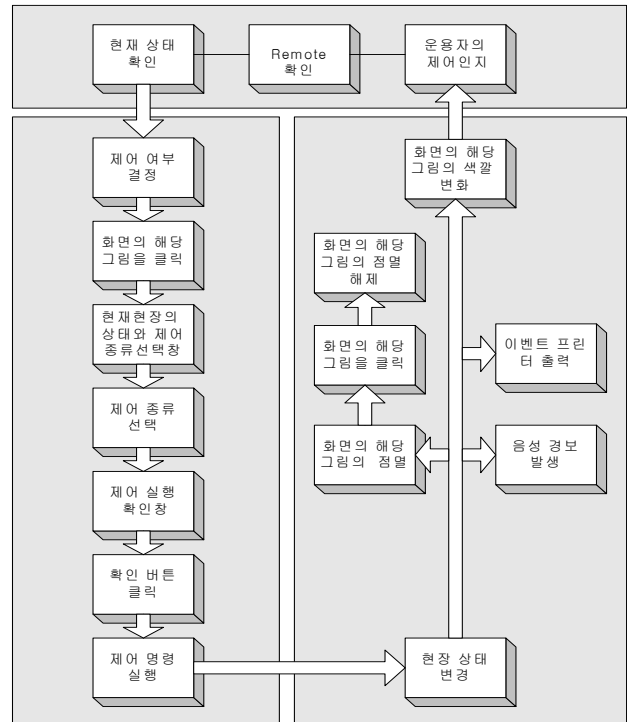 현재 상태
확인
Remote
확인
운용자의
제어인지
제어 여부
결정
화면의 해당
그림을 클릭
현재현장의
상태와 제어
종류선택창
제어 종류
선택
제어 실행
확인창
확인 버튼
클릭
제어 명령
실행
화면의 해당
그림의 색깔
변화
화면의 해당
그림의 점멸
해제
화면의 해당
그림을 클릭
화면의 해당
그림의 점멸
이벤트 프린
터 출력
음성 경보
발생
현장 상태
변경